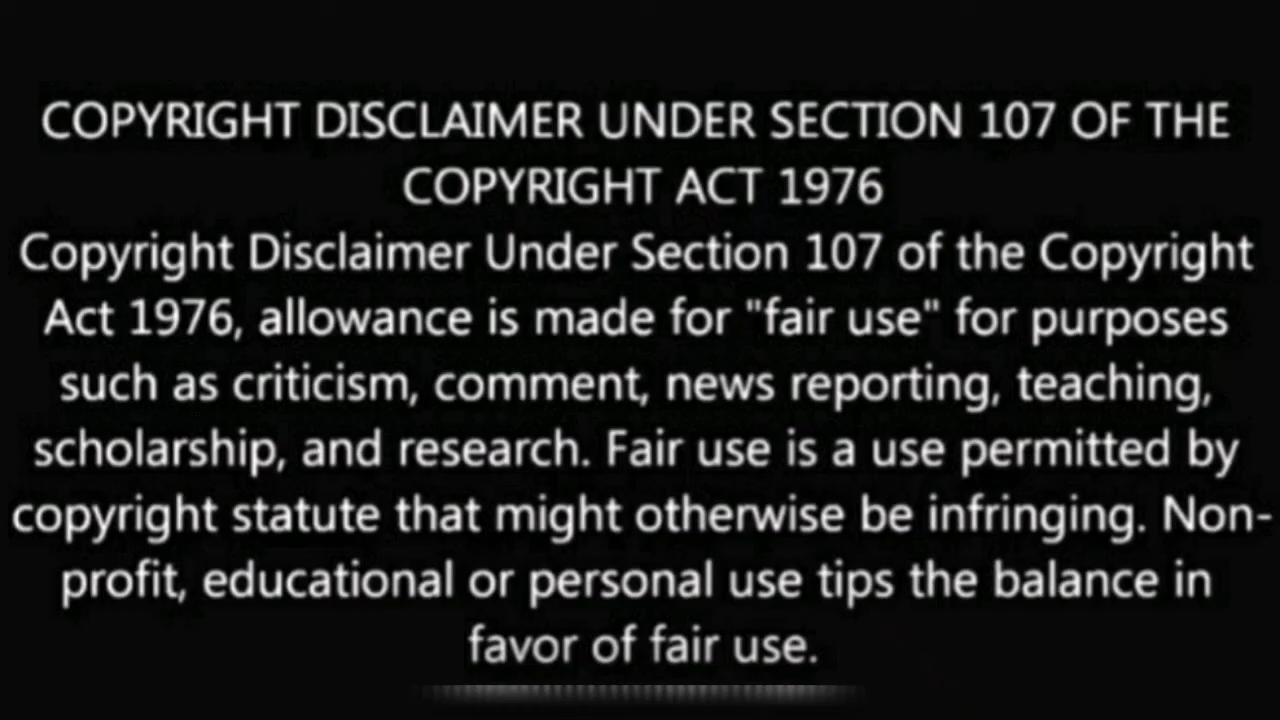 COPYRIGHT DISCLAIMER UNDER SECTION 107 OF THE
COPYRIGHT ACT 1976
Copyright Disclaimer Under Section 107 of the Copyright
Act 1976, allowance is made for "fair use" for purposes
such as criticism, comment, news reporting, teaching,
scholarship, and research. Fair use is a use permitted by
copyright statute that might otherwise be infringing. Non-
profit, educational or personal use tips the balance in
favor of fair use.